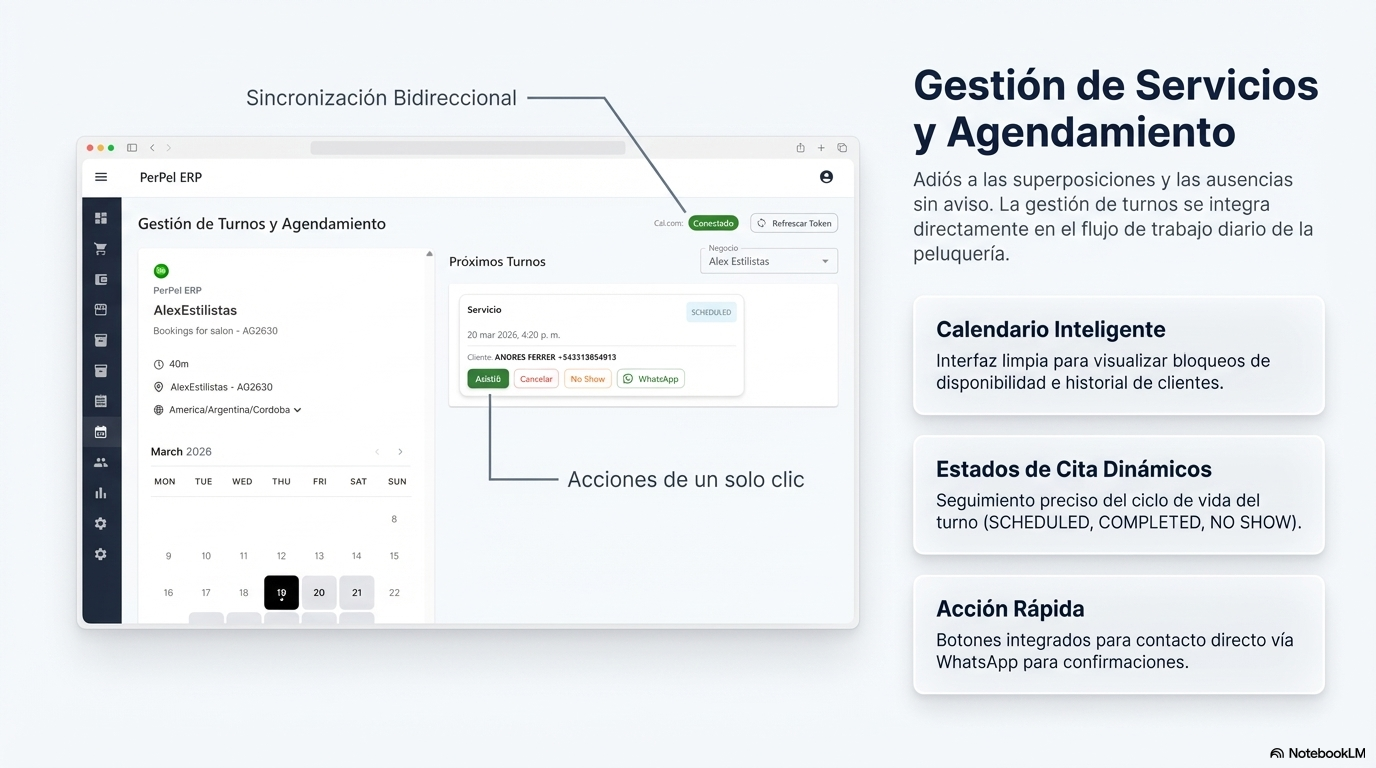 Sincronización Bidireccional
PerPel ERP
Gestión de Turnos y Agendamiento
Cal.com: Conectado Refrescar Token
PerPel ERP
AlexEstilistas
Bookings for salon - AG2630
40m
AlexEstilistas - AG2630
America/Argentina/Cordoba
March 2026
MON TUE WED THU FRI SAT SUN
8
9 10 11 12 13 14 15
16 17 18 19 20 21 22
Próximos Turnos
Negocio
Alex Estilistas
Servicio
SCHEDULED
20 mar 2026, 4:20 p. m.
Cliente: ANORES FERRER +543313854913
Asistió Cancelar No Show WhatsApp
Acciones de un solo clic
Gestión de Servicios
y Agendamiento
Adiós a las superposiciones y las ausencias
sin aviso. La gestión de turnos se integra
directamente en el flujo de trabajo diario de la
peluquería.
Calendario Inteligente
Interfaz limpia para visualizar bloqueos de
disponibilidad e historial de clientes.
Estados de Cita Dinámicos
Seguimiento preciso del ciclo de vida del
turno (SCHEDULED, COMPLETED, NO SHOW).
Acción Rápida
Botones integrados para contacto directo vía
WhatsApp para confirmaciones.
NotebookLM